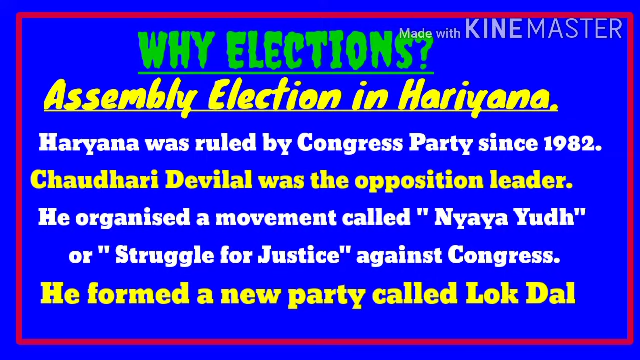 Made with KINEMASTER
WHY ELECTIONS?
Assembly Election in Hariyana.
Haryana was ruled by Congress Party since 1982.
Chaudhari Devilal was the opposition leader.
He organised a movement called " Nyaya Yudh"
or " Struggle for Justice" against Congress.
He formed a new party called Lok Dal